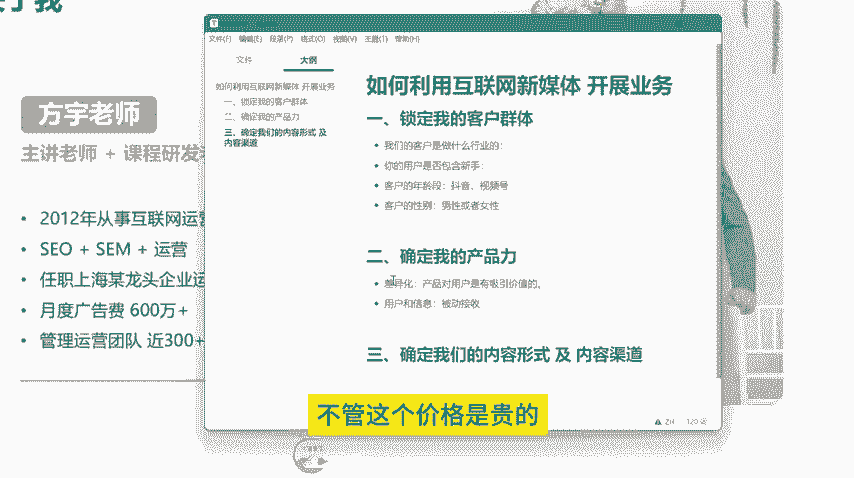 于我
方宇老师
主讲老师 + 课程研发
• 2012年从事互联网运营
• SEO + SEM + 运营
• 任职上海某龙头企业运
• 月度广告费 600万+
• 管理运营团队 近300+
文件(F) 编辑(E) 段落(P) 格式(O) 视图(V) 主题(T) 帮助(H)
文件 大纲
如何利用互联网新媒体 开展业务
一、锁定我的客户群体
二、确定我的产品力
三、确定我们的内容形式 及
内容渠道
如何利用互联网新媒体 开展业务
一、锁定我的客户群体
• 我们的客户是做什么行业的：
• 你的用户是否包含新手：
• 客户的年龄段：抖音、视频号
• 客户的性别：男性或者女性
二、确定我的产品力
• 差异化：产品对用户是有吸引价值的。
• 用户和信息：被动接收
三、确定我们的内容形式 及 内容渠道
不管这个价格是贵的
ZH 120 词